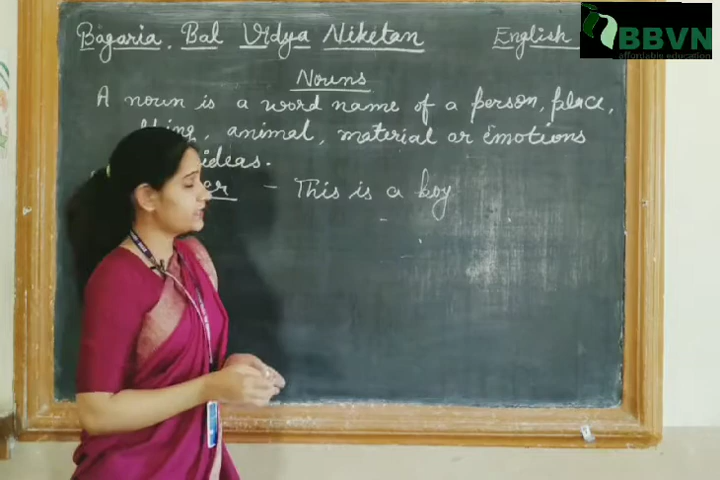 Bagaria Bal Vidya Niketan English
BBVN
affordable education
Nouns
A noun is a word name of a person, place,
thing, animal, material or emotions
ideas.
er - This is a boy